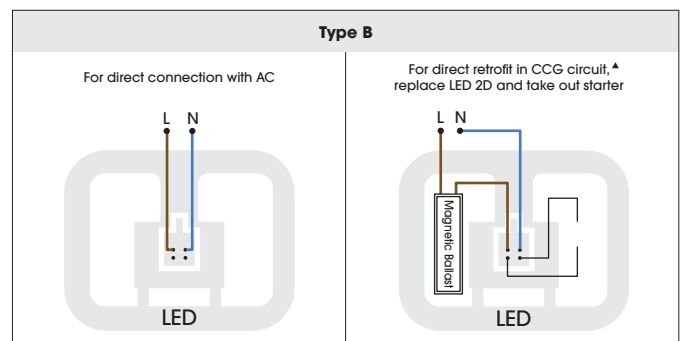 Type B
For direct connection with AC
L N
LED
For direct retrofit in CCG circuit,▲
replace LED 2D and take out starter
L N
Magnetic Ballast
LED